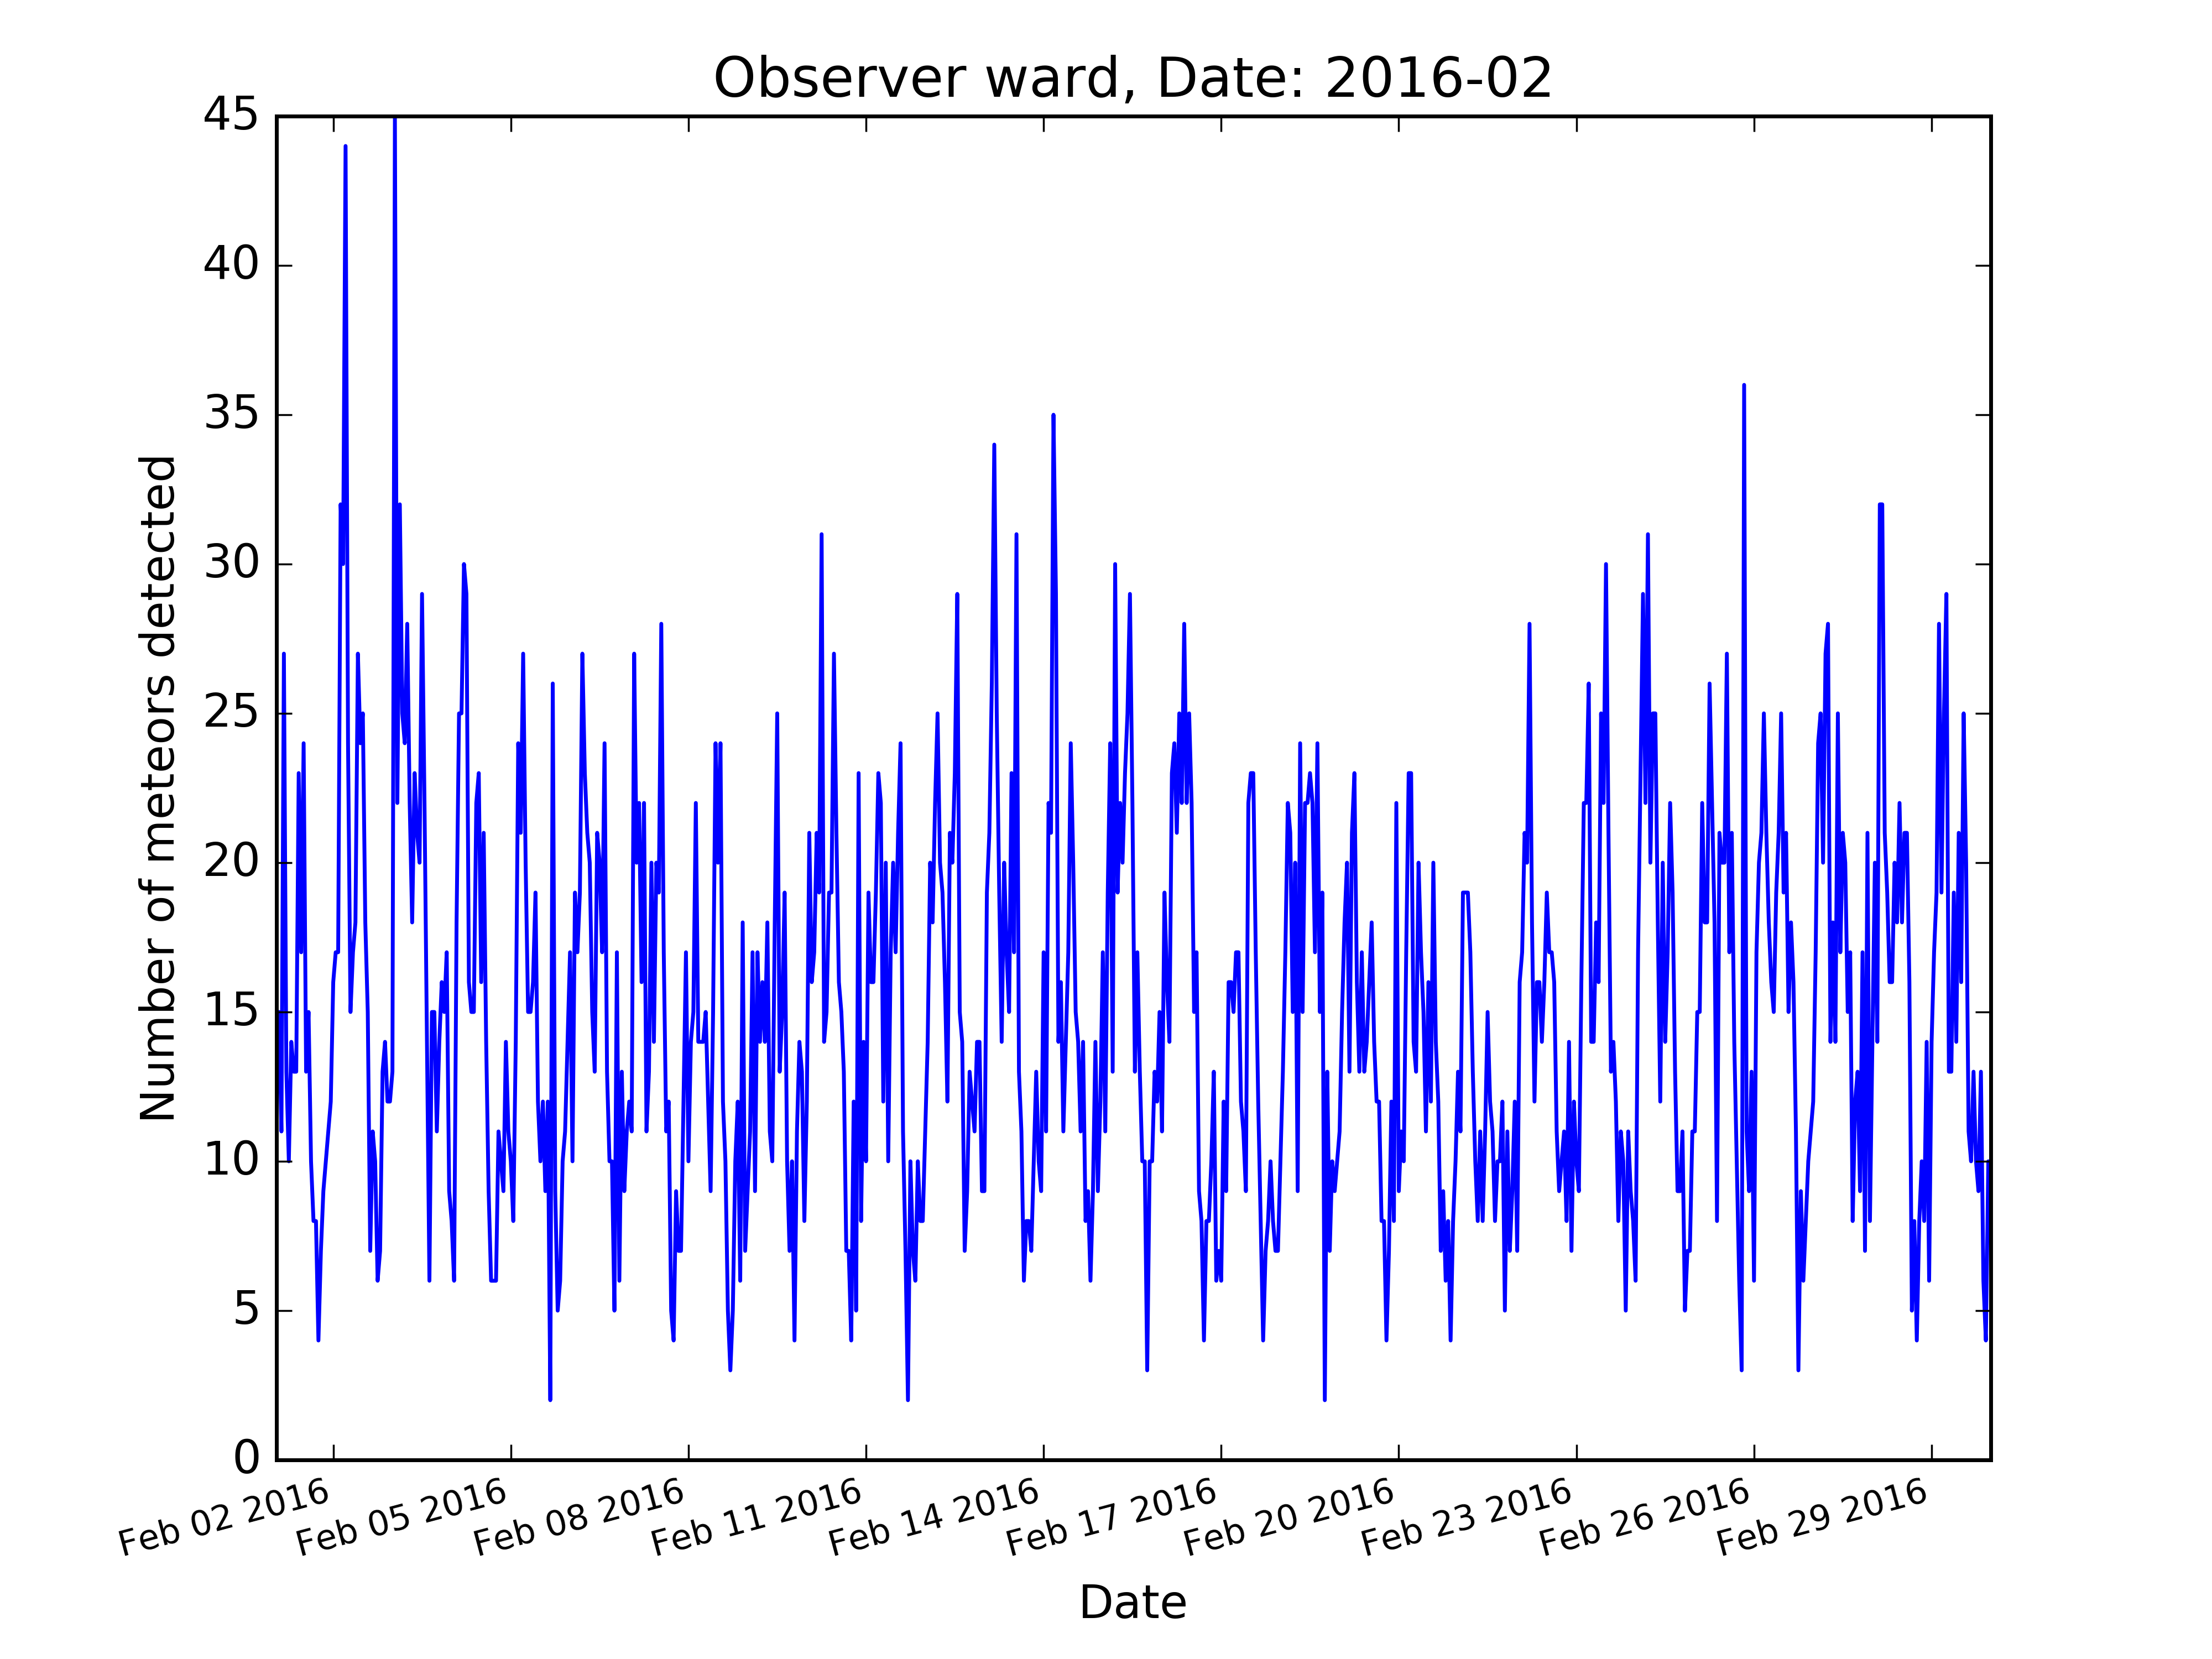 Observer ward, Date: 2016-02
Number of meteors detected
45
40
35
30
25
20
15
10
5
0
Feb 02 2016
Feb 05 2016
Feb 08 2016
Feb 11 2016
Feb 14 2016
Feb 17 2016
Feb 20 2016
Feb 23 2016
Feb 26 2016
Feb 29 2016
Date